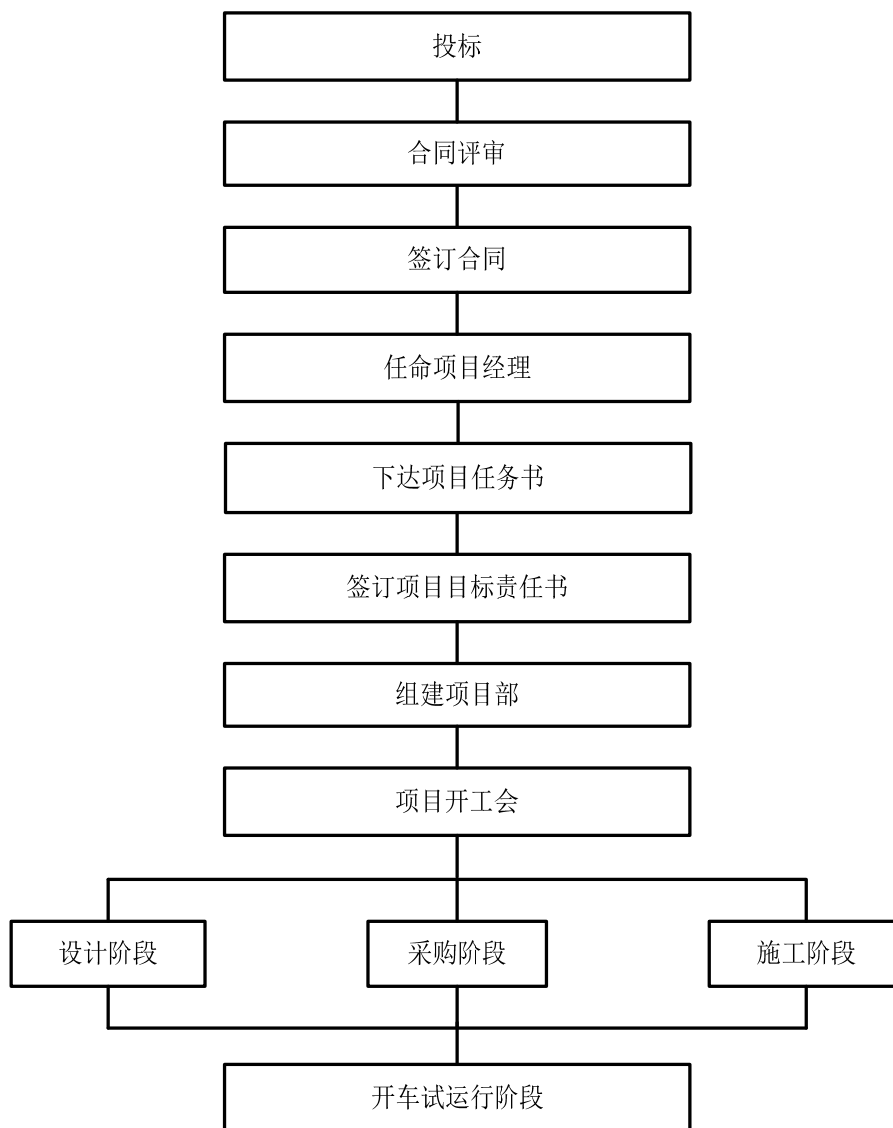 投标
合同评审
签订合同
任命项目经理
下达项目任务书
签订项目目标责任书
组建项目部
项目开工会
设计阶段
采购阶段
施工阶段
开车试运行阶段